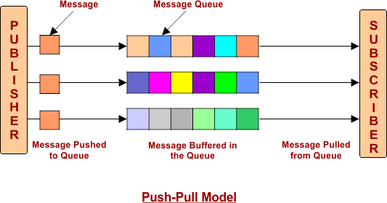 Message
Message Queue
PUBLISHER
SUBSCRIBER
Message Pushed
to Queue
Message Buffered in
the Queue
Message Pulled
from Queue
Push-Pull Model